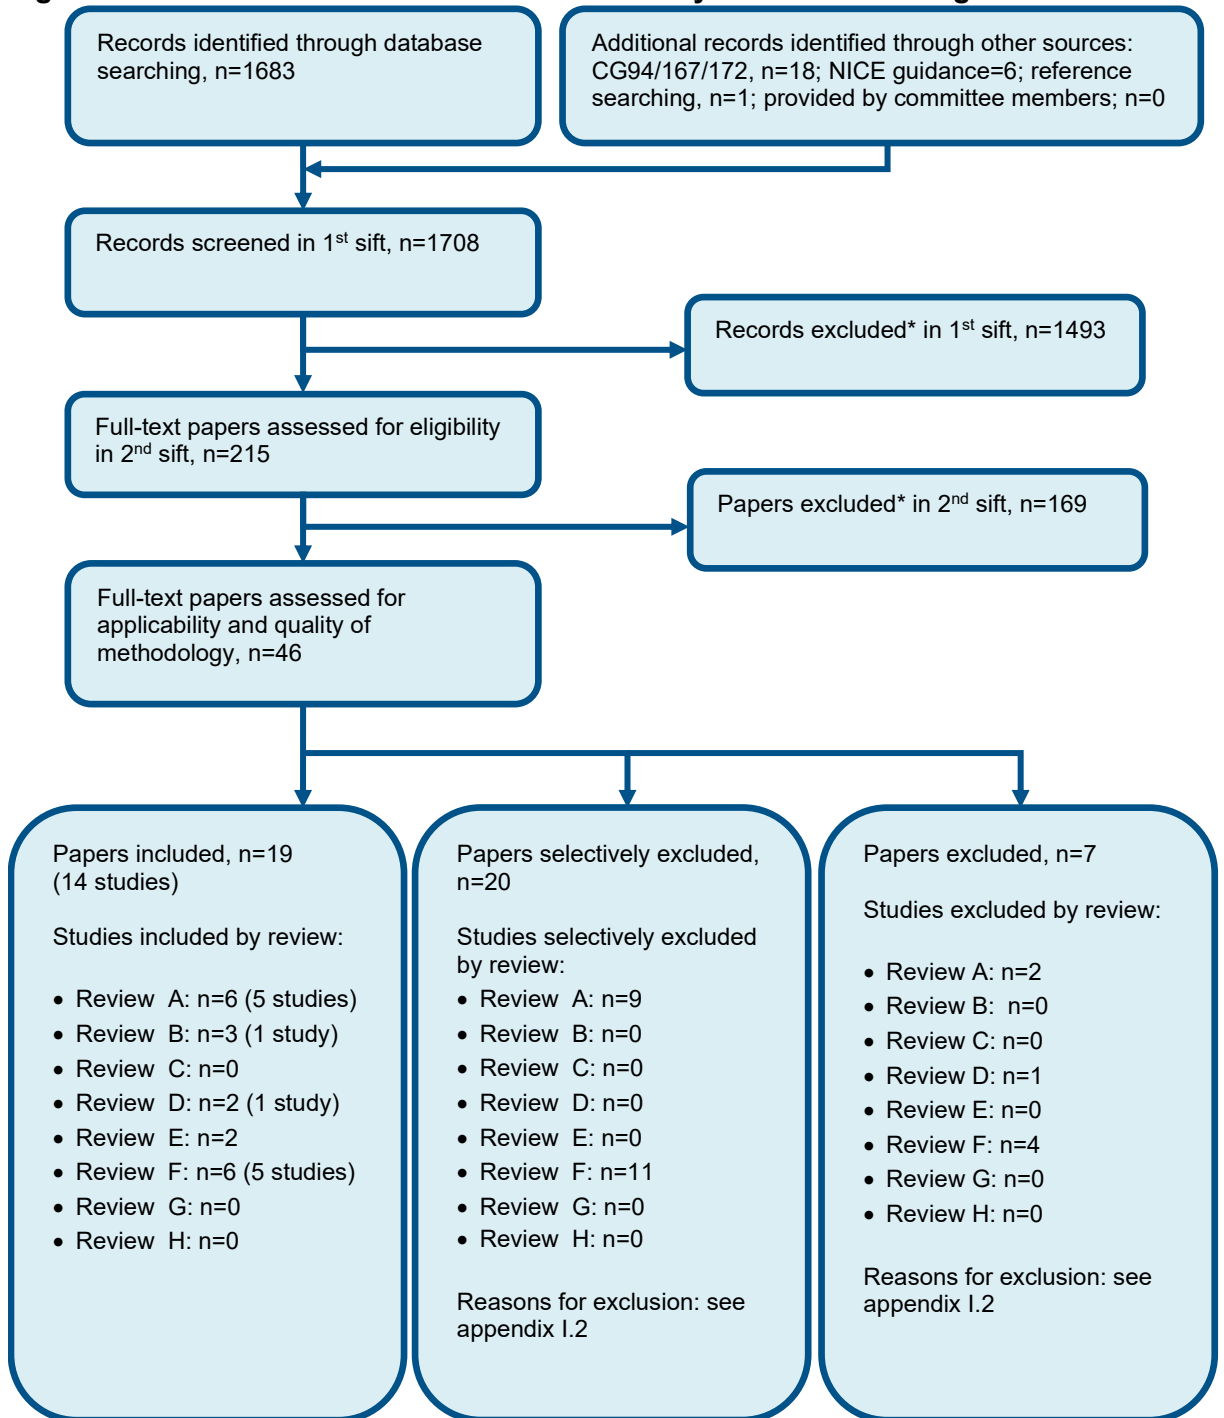 Records identified through database
searching, n=1683
Additional records identified through other sources:
CG94/167/172, n=18; NICE guidance=6; reference
searching, n=1; provided by committee members; n=0
Records screened in 1st sift, n=1708
Records excluded* in 1st sift, n=1493
Full-text papers assessed for eligibility
in 2nd sift, n=215
Papers excluded* in 2nd sift, n=169
Full-text papers assessed for
applicability and quality of
methodology, n=46
Papers included, n=19
(14 studies)
Studies included by review:
• Review A: n=6 (5 studies)
• Review B: n=3 (1 study)
• Review C: n=0
• Review D: n=2 (1 study)
• Review E: n=2
• Review F: n=6 (5 studies)
• Review G: n=0
• Review H: n=0
Papers selectively excluded,
n=20
Studies selectively excluded
by review:
• Review A: n=9
• Review B: n=0
• Review C: n=0
• Review D: n=0
• Review E: n=0
• Review F: n=11
• Review G: n=0
• Review H: n=0
Reasons for exclusion: see
appendix I.2
Papers excluded, n=7
Studies excluded by review:
• Review A: n=2
• Review B: n=0
• Review C: n=0
• Review D: n=1
• Review E: n=0
• Review F: n=4
• Review G: n=0
• Review H: n=0
Reasons for exclusion: see
appendix I.2